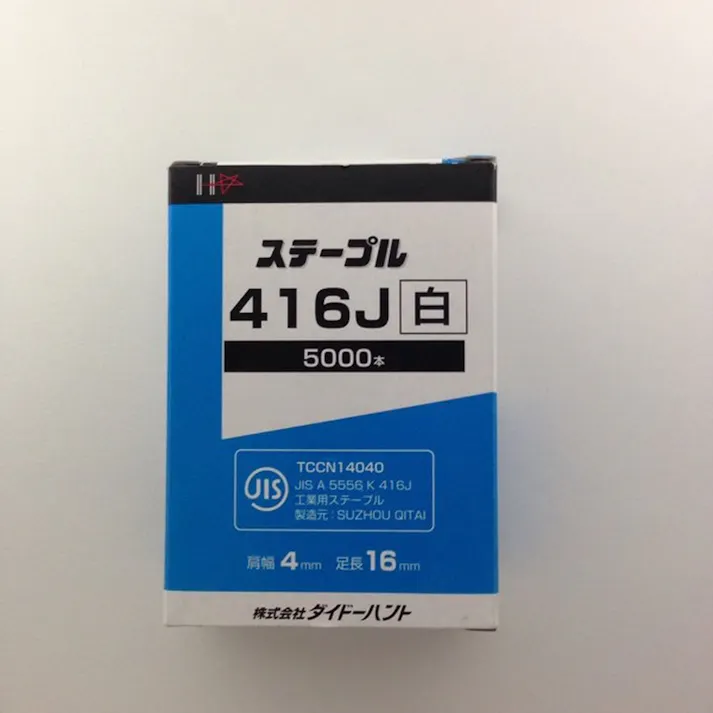 ステープル
416J 白
5000本
JIS
TCCN14040
JIS A 5556 K 416J
工業用ステープル
製造元：SUZHOU QITAI
肩幅 4mm 足長 16mm
株式会社 ダイドーハント